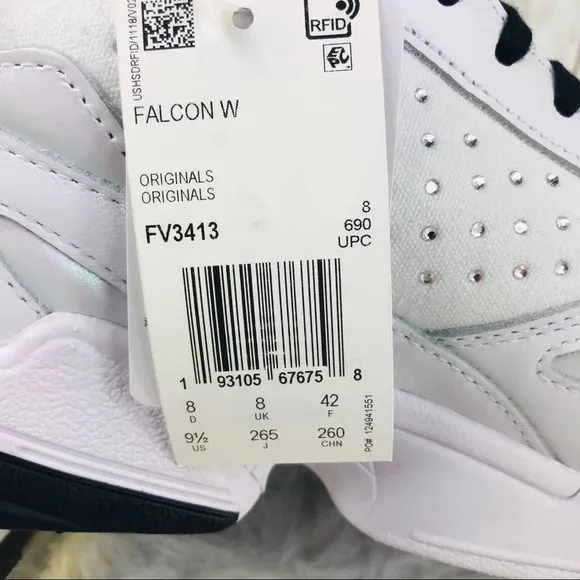 USHSDRFID/1118/V02
RFID
FALCON W
ORIGINALS
ORIGINALS
FV3413
8
690
UPC
1 93105 67675 8
8 8 42
D UK F
9½ 265 260
US J CHN
PO# 124941551